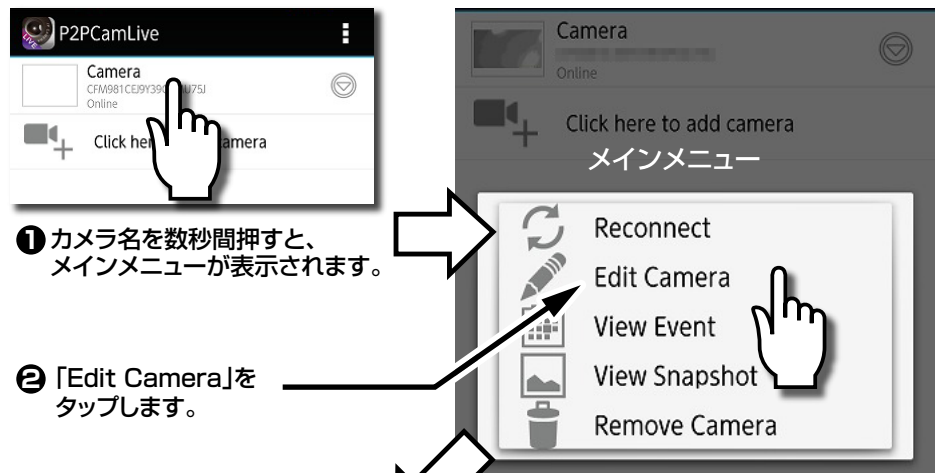 P2PCamLive
Camera
Online
Click here
camera
❶カメラ名を数秒間押すと、
メインメニューが表示されます。
❷「Edit Camera」を
タップします。
Camera
Online
Click here to add camera
メインメニュー
Reconnect
Edit Camera
View Event
View Snapshot
Remove Camera